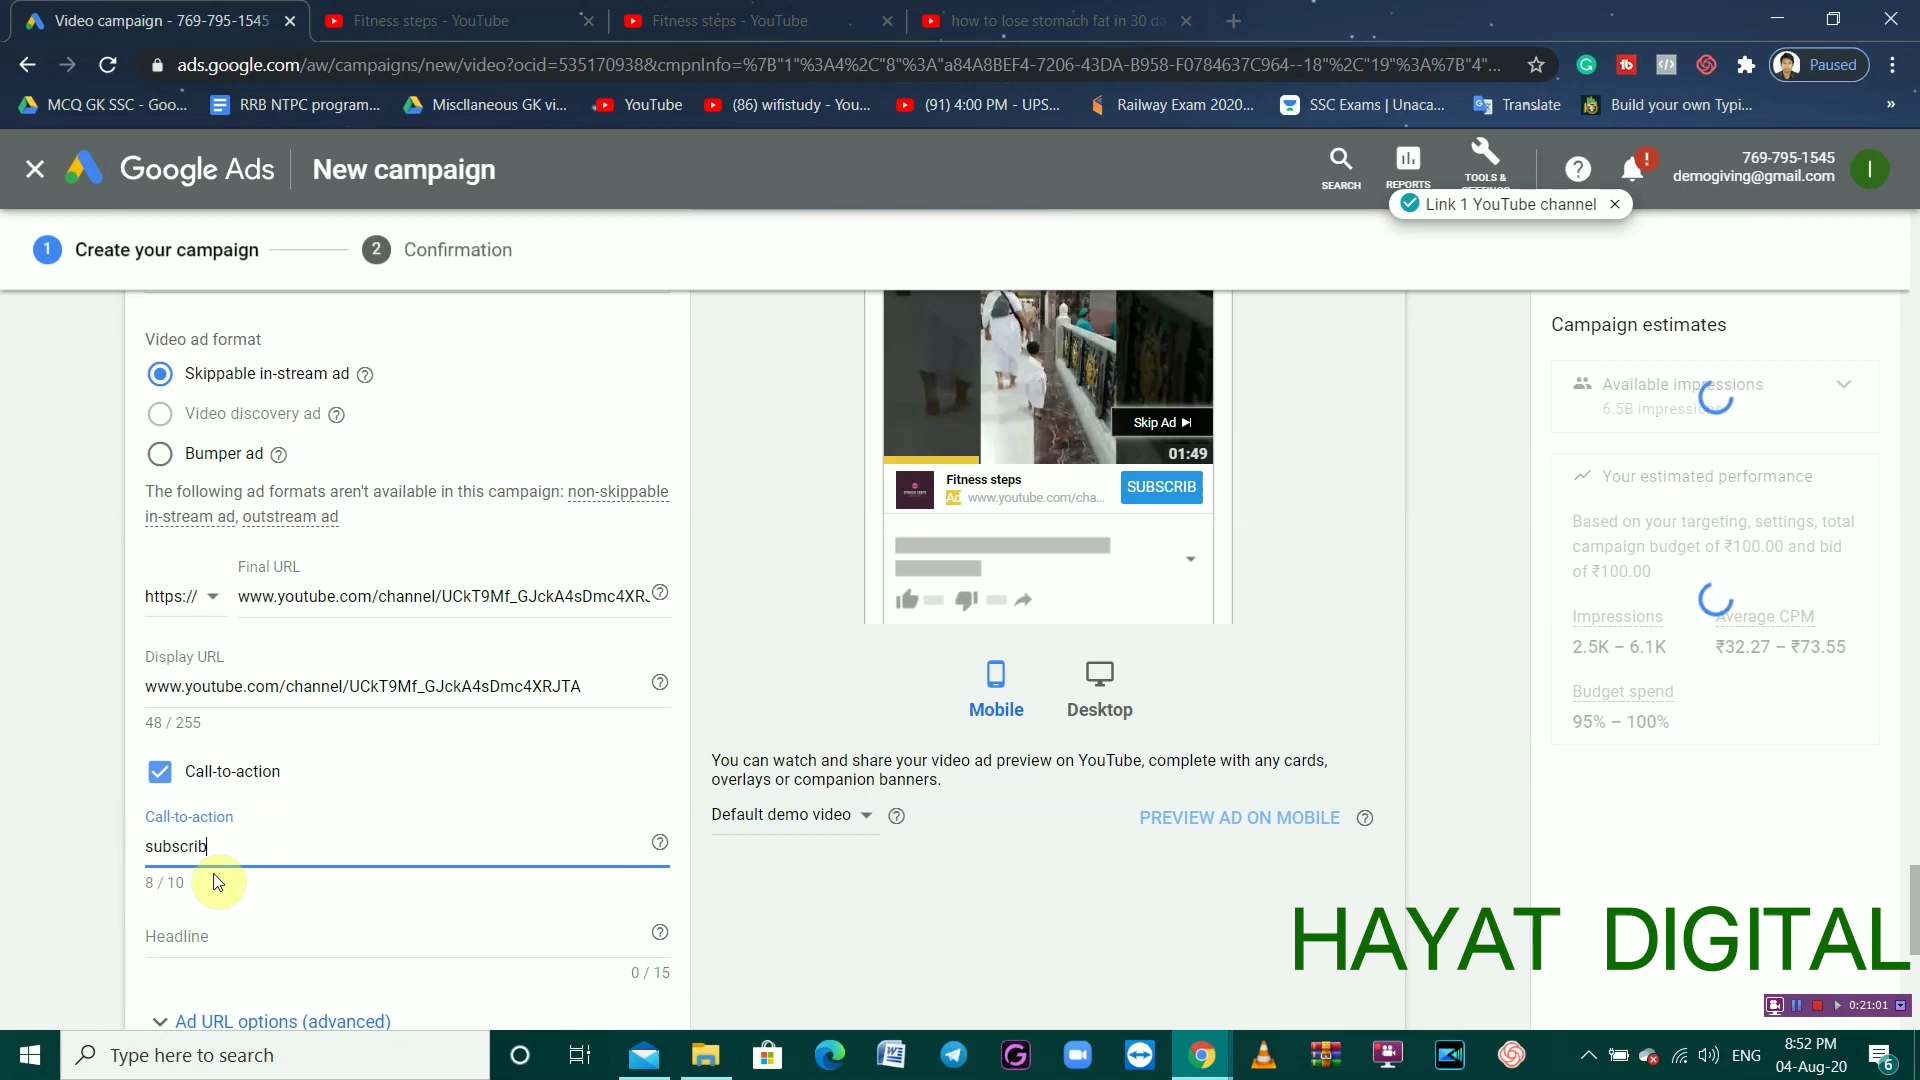 Video campaign - 769-795-1545
Fitness steps - YouTube
Fitness steps - YouTube
how to lose stomach fat in 30 da
ads.google.com/aw/campaigns/new/video?ocid=535170938&cmpnInfo=%7B"1"%3A4%2C"8"%3A"a84A8BEF4-7206-43DA-B958-F0784637C964--18"%2C"19"%3A%7B"4"...
Paused
MCQ GK SSC - Goo...
RRB NTPC program...
Miscllaneous GK vi...
YouTube
(86) wifistudy - You...
(91) 4:00 PM - UPS...
Railway Exam 2020...
SSC Exams | Unaca...
Translate
Build your own Typi...
»
Google Ads
New campaign
SEARCH
REPORTS
TOOLS &
769-795-1545
demogiving@gmail.com
I
Link 1 YouTube channel
1 Create your campaign
2 Confirmation
Video ad format
Skippable in-stream ad
Video discovery ad
Bumper ad
The following ad formats aren't available in this campaign: non-skippable
in-stream ad, outstream ad
Final URL
https://
www.youtube.com/channel/UCkT9Mf_GJckA4sDmc4XRJ
Display URL
www.youtube.com/channel/UCkT9Mf_GJckA4sDmc4XRJTA
48 / 255
Call-to-action
Call-to-action
subscrib
8 / 10
Headline
0 / 15
Ad URL options (advanced)
Skip Ad
01:49
Fitness steps
Ad www.youtube.com/cha...
SUBSCRIB
Mobile
Desktop
You can watch and share your video ad preview on YouTube, complete with any cards,
overlays or companion banners.
Default demo video
PREVIEW AD ON MOBILE
Campaign estimates
Available impressions
6.5B impressions
Your estimated performance
Based on your targeting, settings, total
campaign budget of ₹100.00 and bid
of ₹100.00
Impressions
Average CPM
2.5K – 6.1K
₹32.27 – ₹73.55
Budget spend
95% – 100%
HAYAT DIGITAL
0:21:01
Type here to search
ENG
8:52 PM
04-Aug-20
6